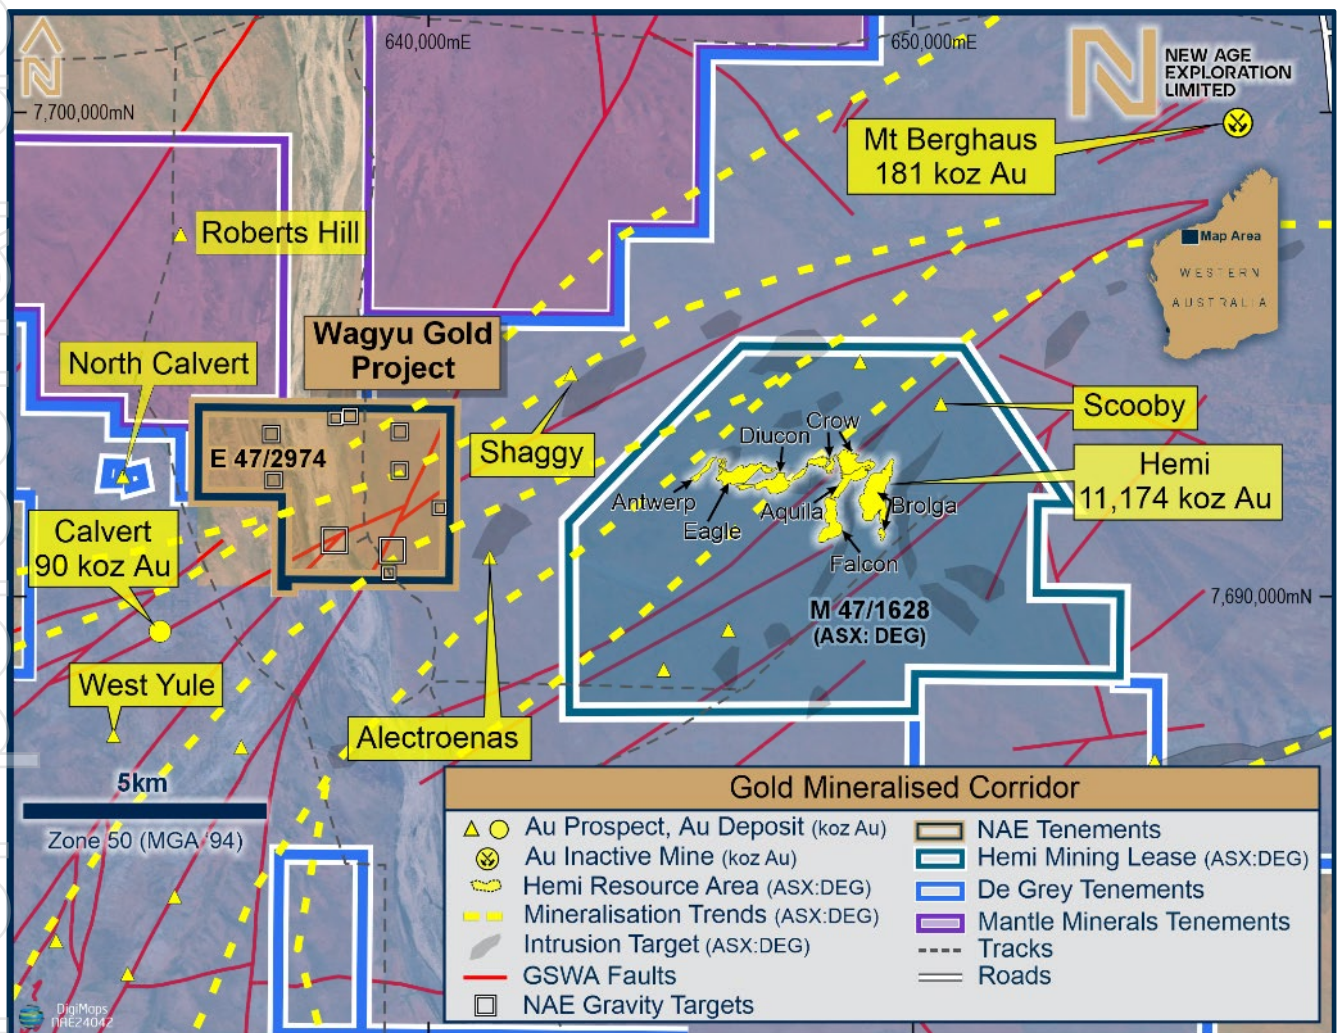 640,000mE
650,000mE
N
NEW AGE
EXPLORATION
LIMITED
7,700,000mN
Mt Berghaus
181 koz Au
Roberts Hill
Map Area
WESTERN
AUSTRALIA
Wagyu Gold
Project
North Calvert
E 47/2974
Shaggy
Scooby
Crow
Diucon
Hemi
11,174 koz Au
Antwerp
Eagle
Aquila
Brolga
Falcon
Calvert
90 koz Au
7,690,000mN
M 47/1628
(ASX: DEG)
West Yule
Alectroenas
5km
Zone 50 (MGA '94)
Gold Mineralised Corridor
Au Prospect, Au Deposit (koz Au)
Au Inactive Mine (koz Au)
Hemi Resource Area (ASX:DEG)
Mineralisation Trends (ASX:DEG)
Intrusion Target (ASX:DEG)
GSWA Faults
NAE Gravity Targets
NAE Tenements
Hemi Mining Lease (ASX:DEG)
De Grey Tenements
Mantle Minerals Tenements
Tracks
Roads
DigiMaps
NAE24042